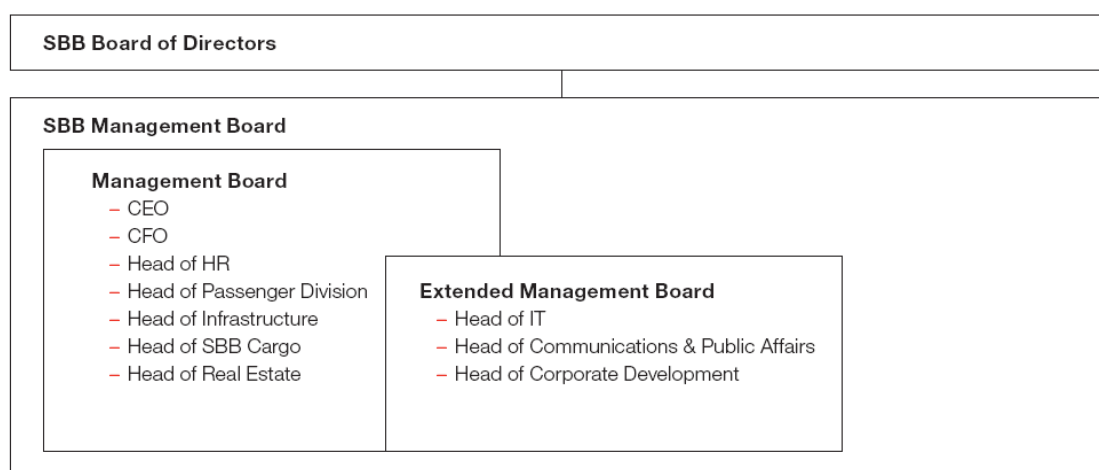 SBB Board of Directors
SBB Management Board
Management Board
– CEO
– CFO
– Head of HR
– Head of Passenger Division
– Head of Infrastructure
– Head of SBB Cargo
– Head of Real Estate
Extended Management Board
– Head of IT
– Head of Communications & Public Affairs
– Head of Corporate Development